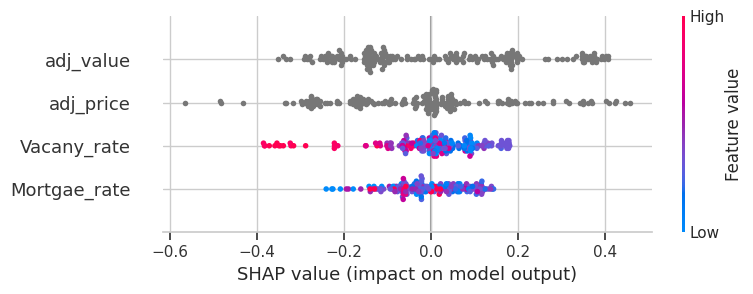 High
adj_value
adj_price
Vacany_rate
Mortgae_rate
Feature value
Low
−0.6 −0.4 −0.2 0.0 0.2 0.4
SHAP value (impact on model output)